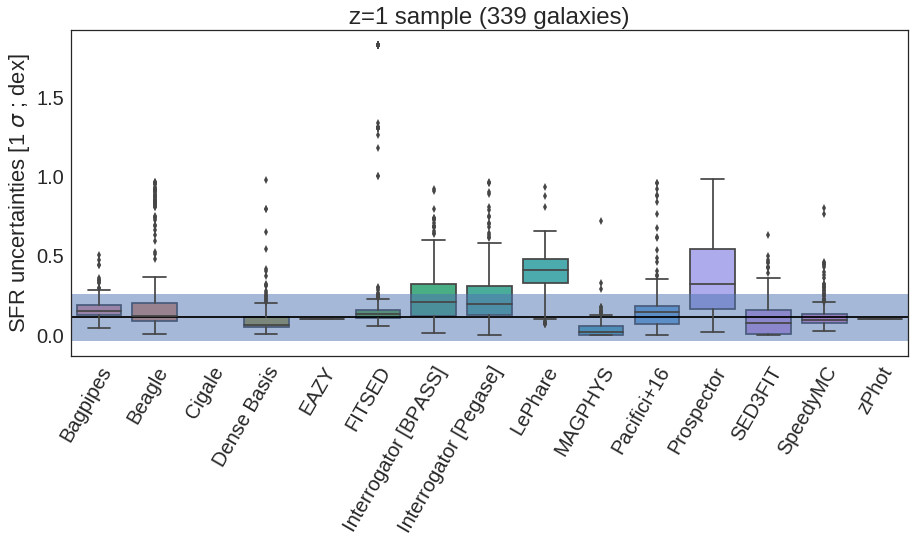 z=1 sample (339 galaxies)
SFR uncertainties [1 σ ; dex]
1.5
1.0
0.5
0.0
Bagpipes
Beagle
Cigale
Dense Basis
EAZY
FITSED
Interrogator [BPASS]
Interrogator [Pegase]
LePhare
MAGPHYS
Pacifici+16
Prospector
SED3FIT
SpeedyMC
zPhot